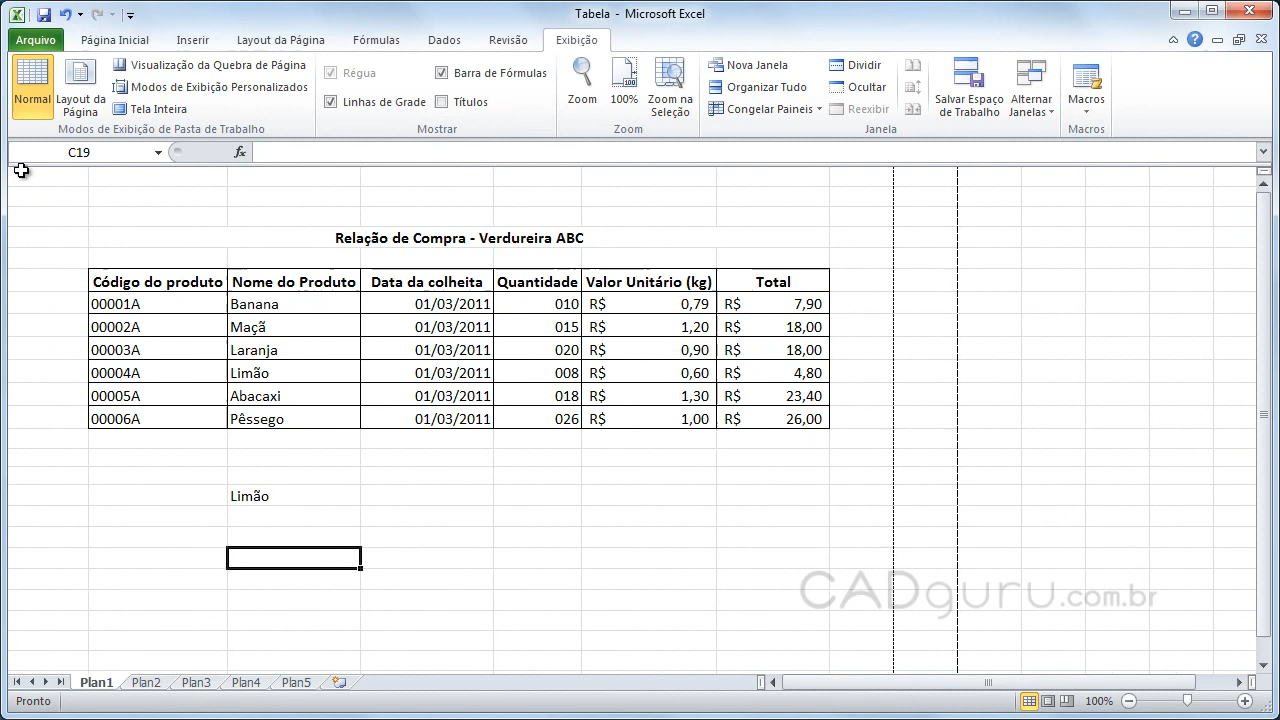 Tabela - Microsoft Excel
Arquivo Página Inicial Inserir Layout da Página Fórmulas Dados Revisão Exibição
Normal
Layout da Página
Visualização da Quebra de Página
Modos de Exibição Personalizados
Tela Inteira
Modos de Exibição de Pasta de Trabalho
Régua
Barra de Fórmulas
Linhas de Grade
Títulos
Mostrar
Zoom
100%
Zoom na Seleção
Zoom
Nova Janela
Organizar Tudo
Congelar Paineis
Dividir
Ocultar
Reexibir
Salvar Espaço de Trabalho
Alternar Janelas
Janela
Macros
Macros
C19
fx
Relação de Compra - Verdureira ABC
Código do produto Nome do Produto Data da colheita Quantidade Valor Unitário (kg) Total
00001A Banana 01/03/2011 010 R$ 0,79 R$ 7,90
00002A Maçã 01/03/2011 015 R$ 1,20 R$ 18,00
00003A Laranja 01/03/2011 020 R$ 0,90 R$ 18,00
00004A Limão 01/03/2011 008 R$ 0,60 R$ 4,80
00005A Abacaxi 01/03/2011 018 R$ 1,30 R$ 23,40
00006A Pêssego 01/03/2011 026 R$ 1,00 R$ 26,00
Limão
CADguru.com.br
Plan1 Plan2 Plan3 Plan4 Plan5
Pronto
100%